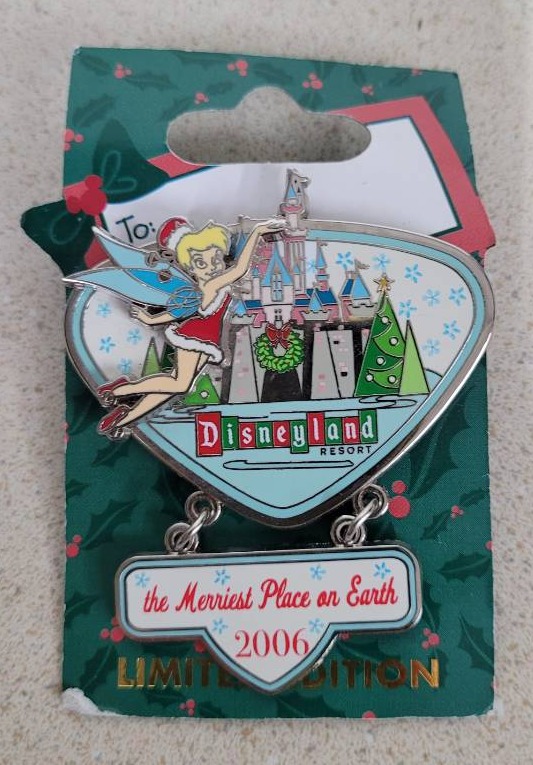 To:
Disneyland
RESORT
the Merriest Place on Earth
2006
LIMITED EDITION